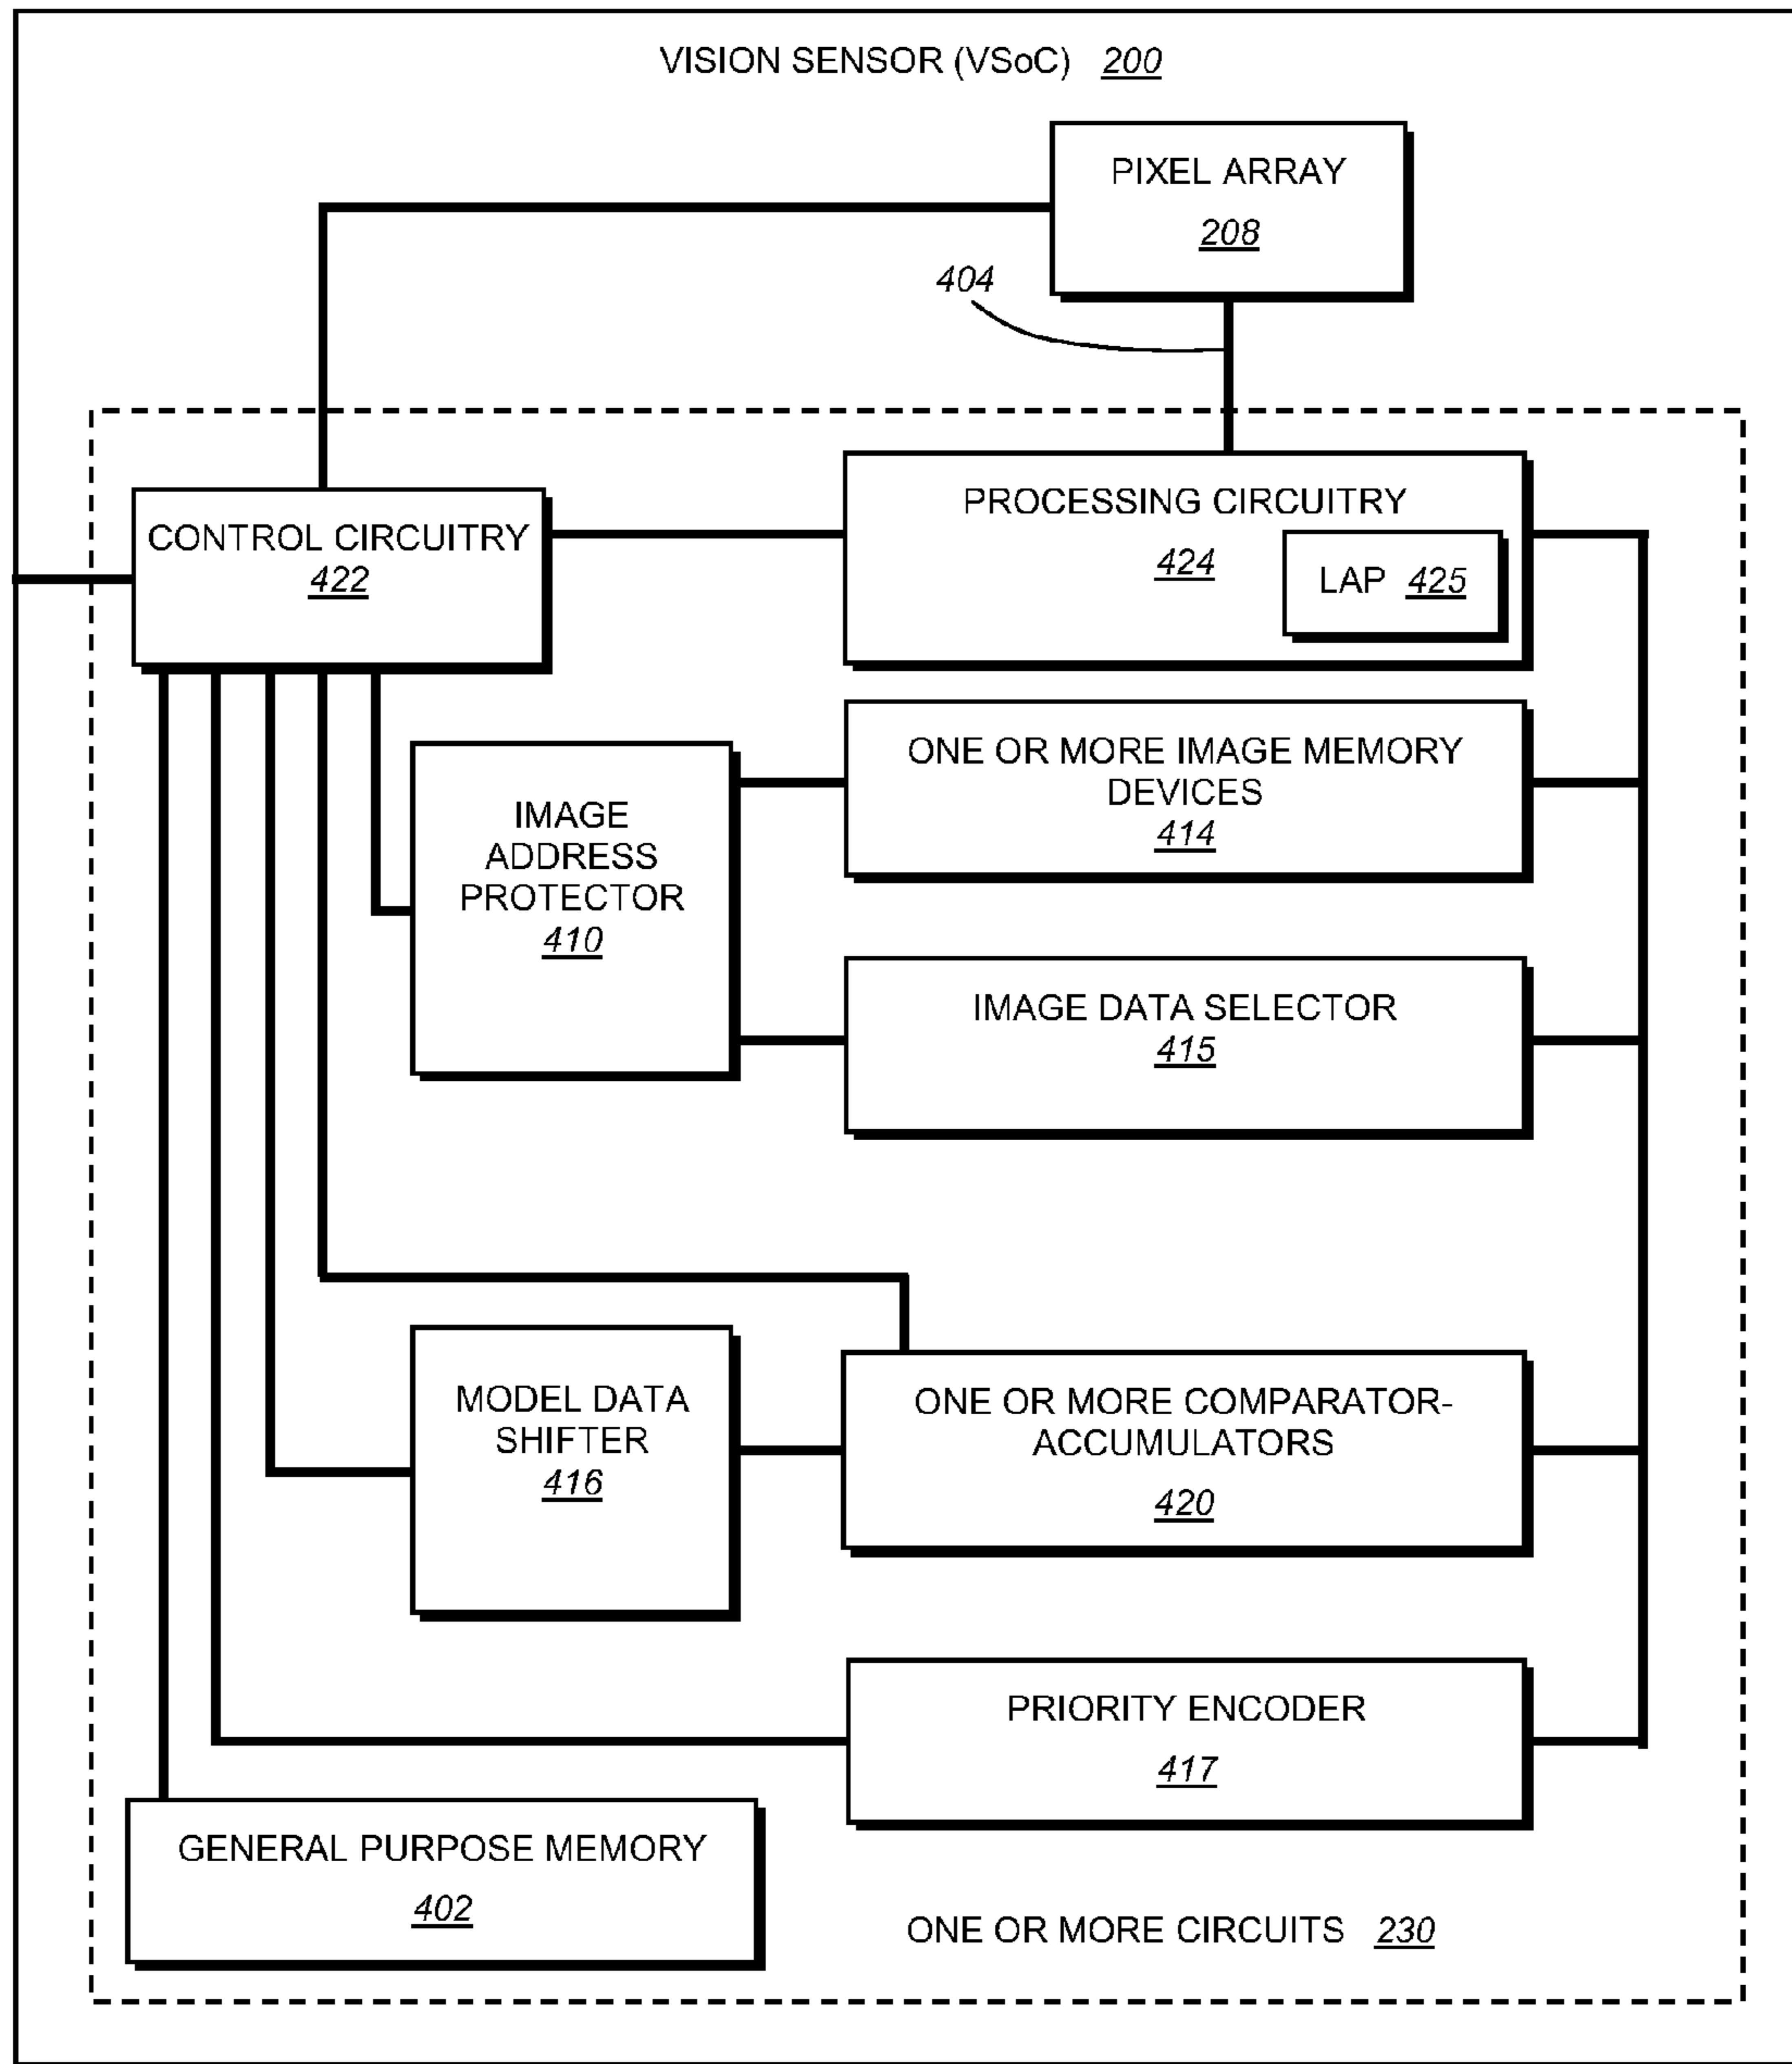 VISION SENSOR (VSoC) 200
PIXEL ARRAY
208
404
CONTROL CIRCUITRY
422
PROCESSING CIRCUITRY
424
LAP 425
IMAGE
ADDRESS
PROTECTOR
410
ONE OR MORE IMAGE MEMORY
DEVICES
414
IMAGE DATA SELECTOR
415
MODEL DATA
SHIFTER
416
ONE OR MORE COMPARATOR-
ACCUMULATORS
420
PRIORITY ENCODER
417
GENERAL PURPOSE MEMORY
402
ONE OR MORE CIRCUITS 230